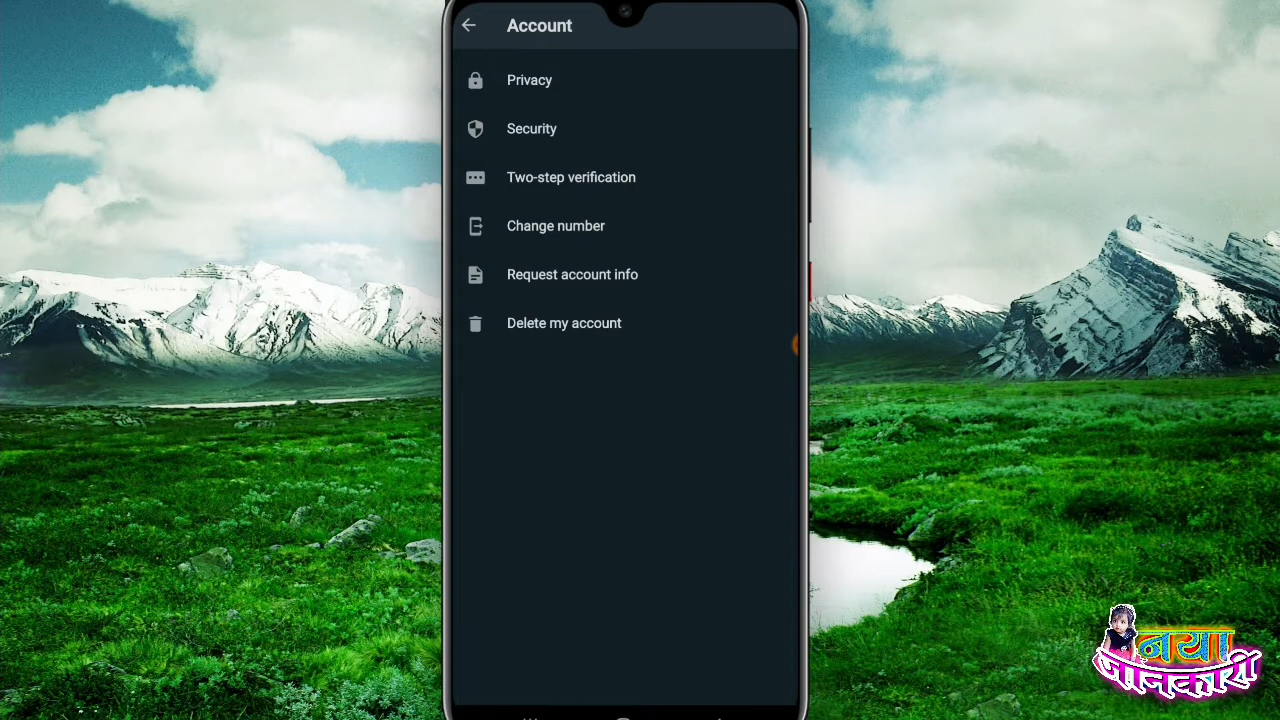 Account
Privacy
Security
Two-step verification
Change number
Request account info
Delete my account
नया
जानकारी